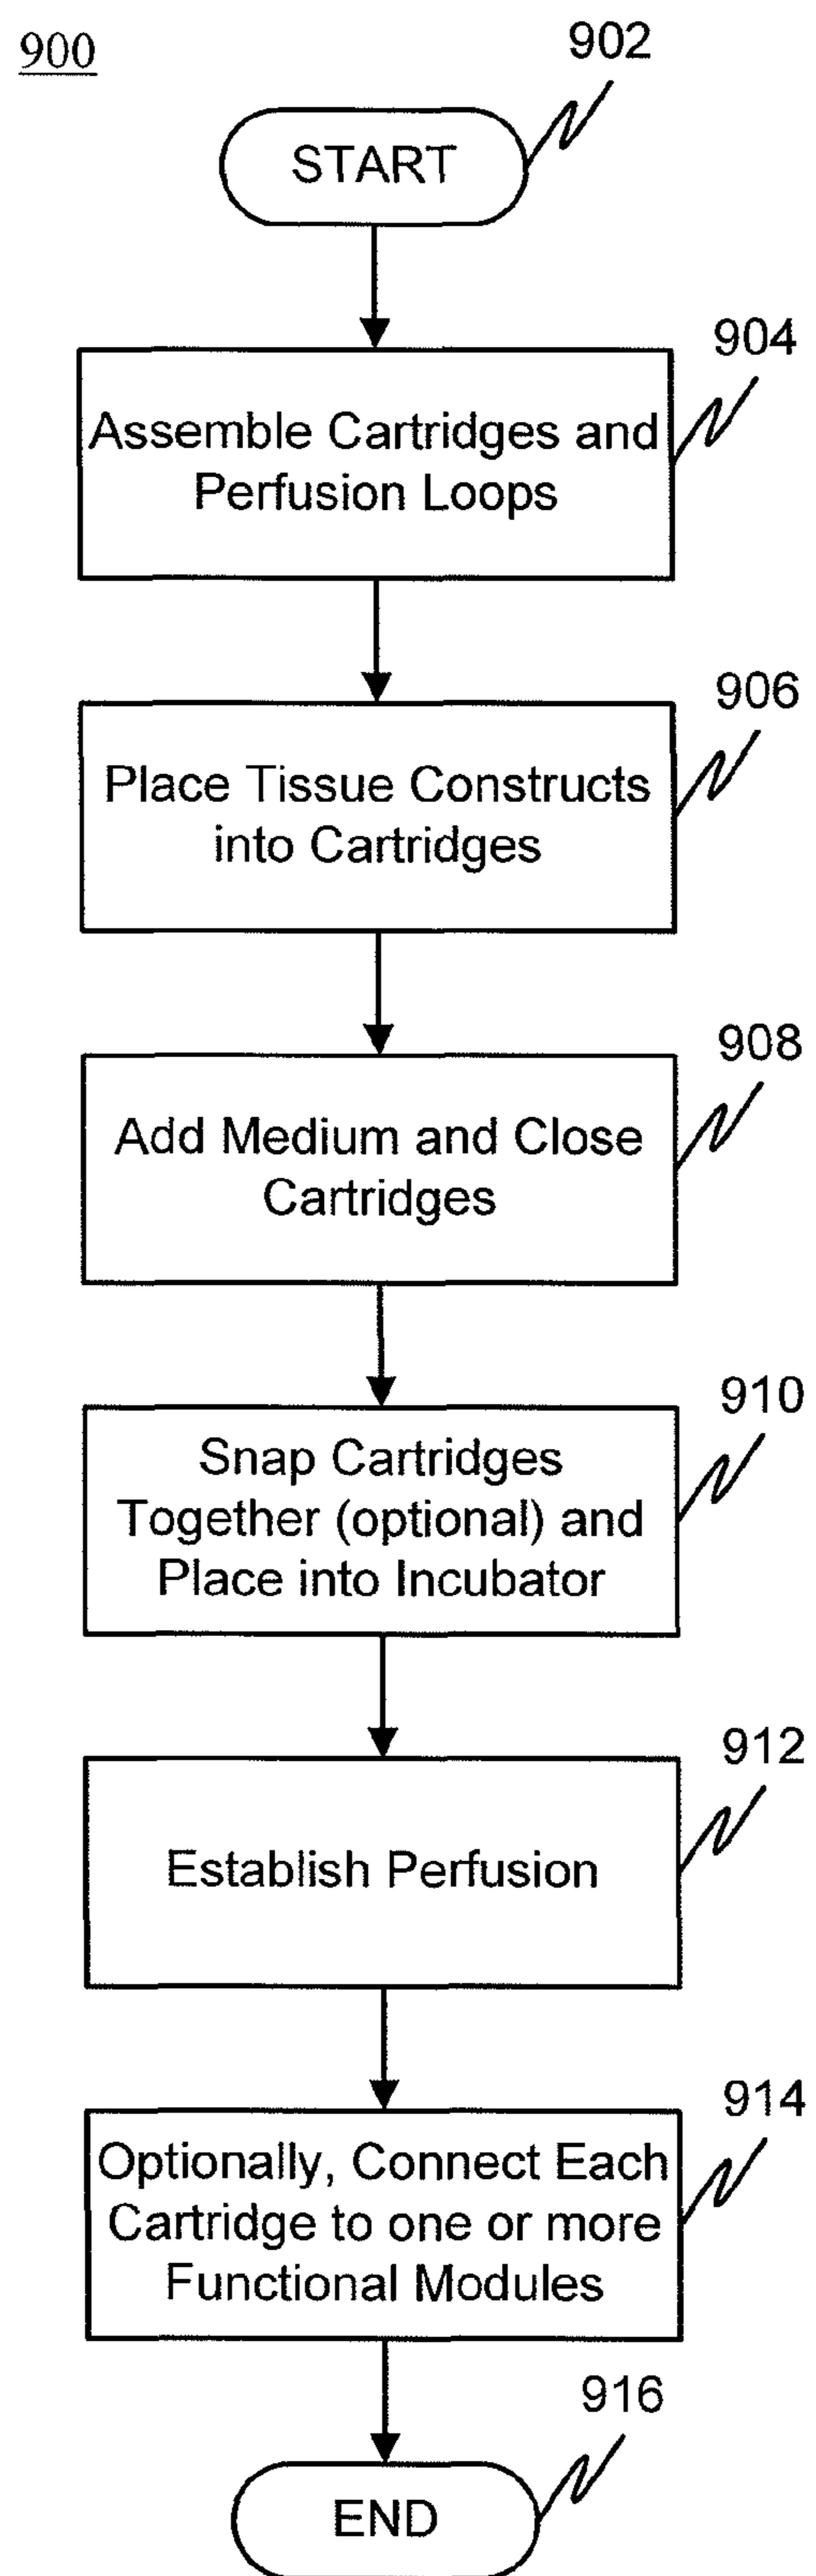 900
902
START
904
Assemble Cartridges and
Perfusion Loops
906
Place Tissue Constructs
into Cartridges
908
Add Medium and Close
Cartridges
910
Snap Cartridges
Together (optional) and
Place into Incubator
912
Establish Perfusion
914
Optionally, Connect Each
Cartridge to one or more
Functional Modules
916
END